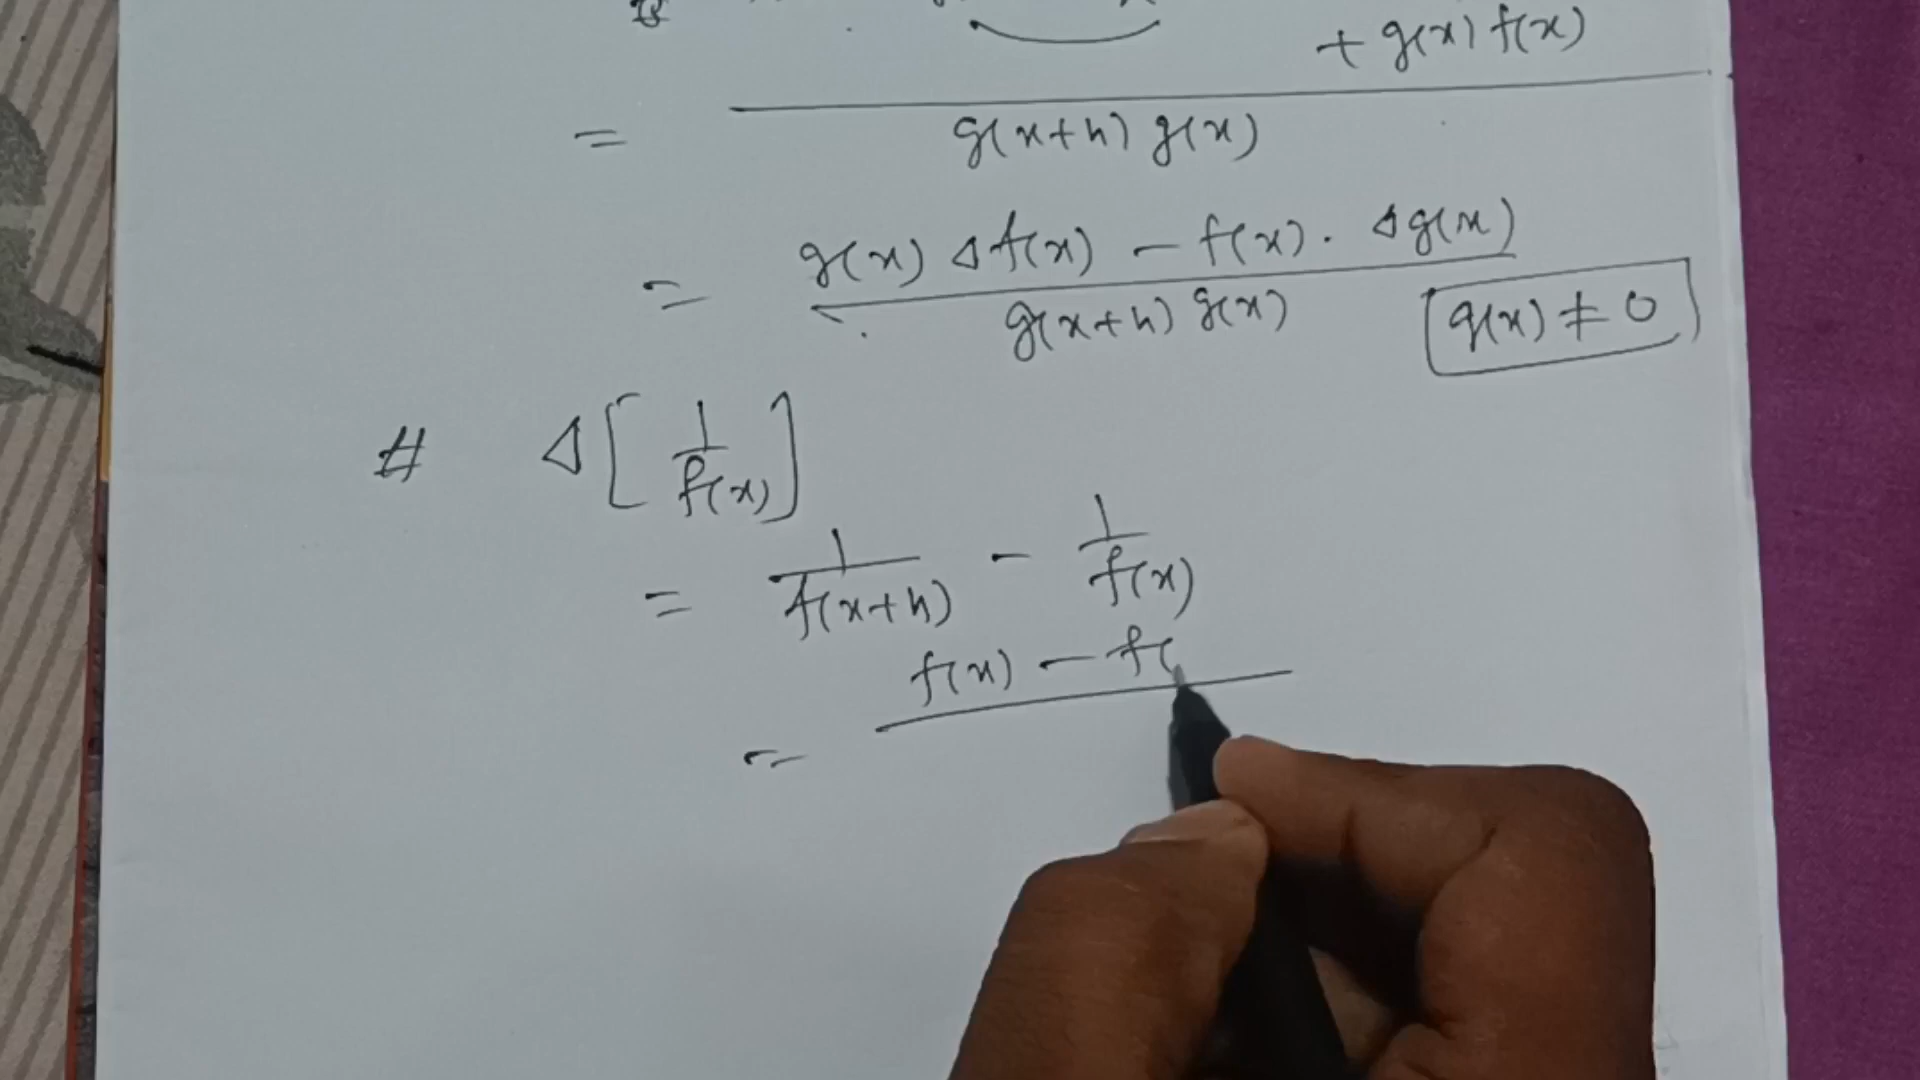 + g(x) f(x)
= g(x+h) g(x)
= g(x) Δf(x) - f(x). Δg(x)
g(x+h) g(x) g(x) ≠ 0
# Δ[1/f(x)]
= 1/f(x+h) - 1/f(x)
f(x) - f(
=